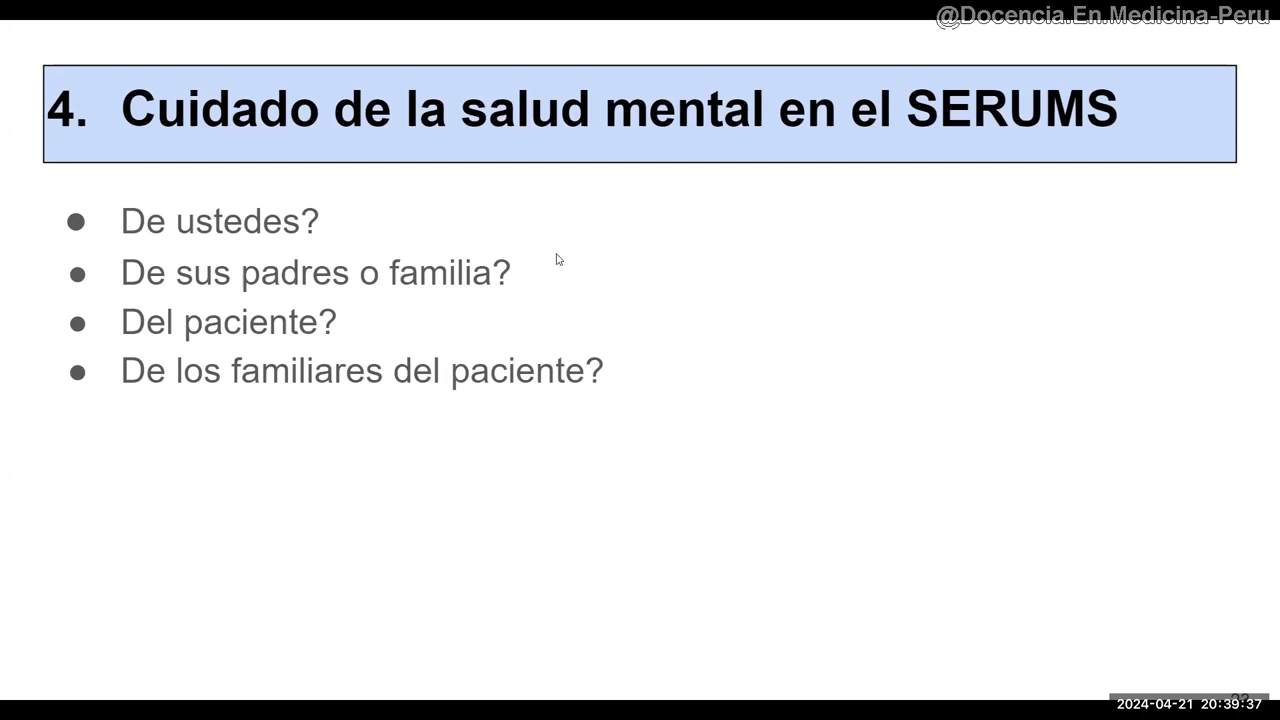 @Docencia.En.Medicina-Peru
4. Cuidado de la salud mental en el SERUMS
● De ustedes?
● De sus padres o familia?
● Del paciente?
● De los familiares del paciente?
2024-04-21 20:39:37